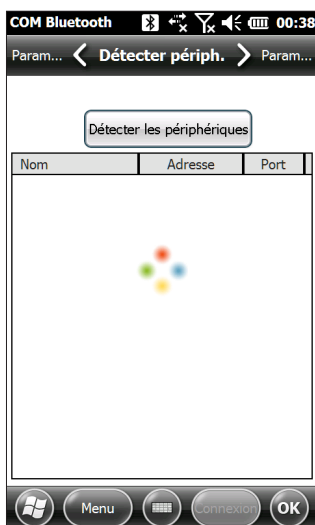 COM Bluetooth 00:38
Param... Détecter périph. Param...
Détecter les périphériques
Nom Adresse Port
Menu Connexion OK